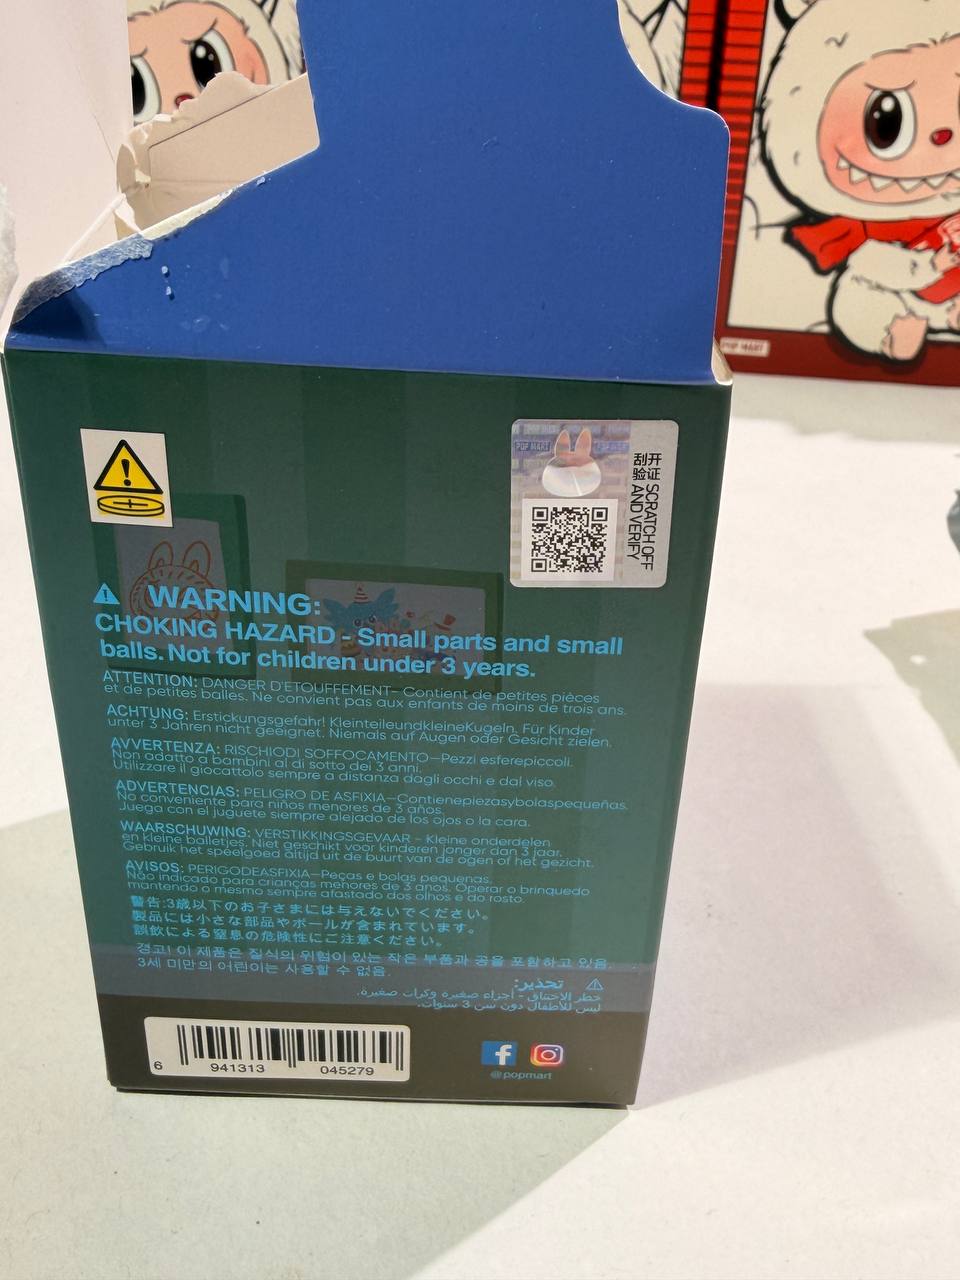 POP MART
POP MART
刮开
验证 SCRATCH OFF
AND VERIFY
WARNING:
CHOKING HAZARD - Small parts and small
balls. Not for children under 3 years.
ATTENTION: DANGER D'ETOUFFEMENT–Contient de petites pièces
et de petites balles. Ne convient pas aux enfants de moins de trois ans.
ACHTUNG: Erstickungsgefahr! KleinteileundkleineKugeln. Für Kinder
unter 3 Jahren nicht geeignet. Niemals auf Augen oder Gesicht zielen.
AVVERTENZA: RISCHIODI SOFFOCAMENTO–Pezzi esferepiccoli.
Non adatto a bambini al di sotto dei 3 anni.
Utilizzare il giocattolo sempre a distanza dagli occhi e dal viso.
ADVERTENCIAS: PELIGRO DE ASFIXIA–Contienepiezasybolaspequeñas.
No conveniente para niños menores de 3 años.
Juega con el juguete siempre alejado de los ojos o la cara.
WAARSCHUWING: VERSTIKKINGSGEVAAR – Kleine onderdelen
en kleine balletjes. Niet geschikt voor kinderen jonger dan 3 jaar.
Gebruik het speelgoed altijd uit de buurt van de ogen of het gezicht.
AVISOS: PERIGODEASFIXIA–Peças e bolas pequenas.
Não indicado para crianças menores de 3 anos. Operar o brinquedo
mantendo o mesmo sempre afastado dos olhos e do rosto.
警告:3歳以下のお子さまには与えないでください。
製品には小さな部品やボールが含まれています。
誤飲による窒息の危険性にご注意ください。
경고! 이 제품은 질식의 위험이 있는 작은 부품과 공을 포함하고 있음.
3세 미만의 어린이는 사용할 수 없음.
تحذير:
خطر الاختناق - أجزاء صغيرة وكرات صغيرة.
ليس للأطفال دون سن 3 سنوات.
6 941313 045279
@popmart